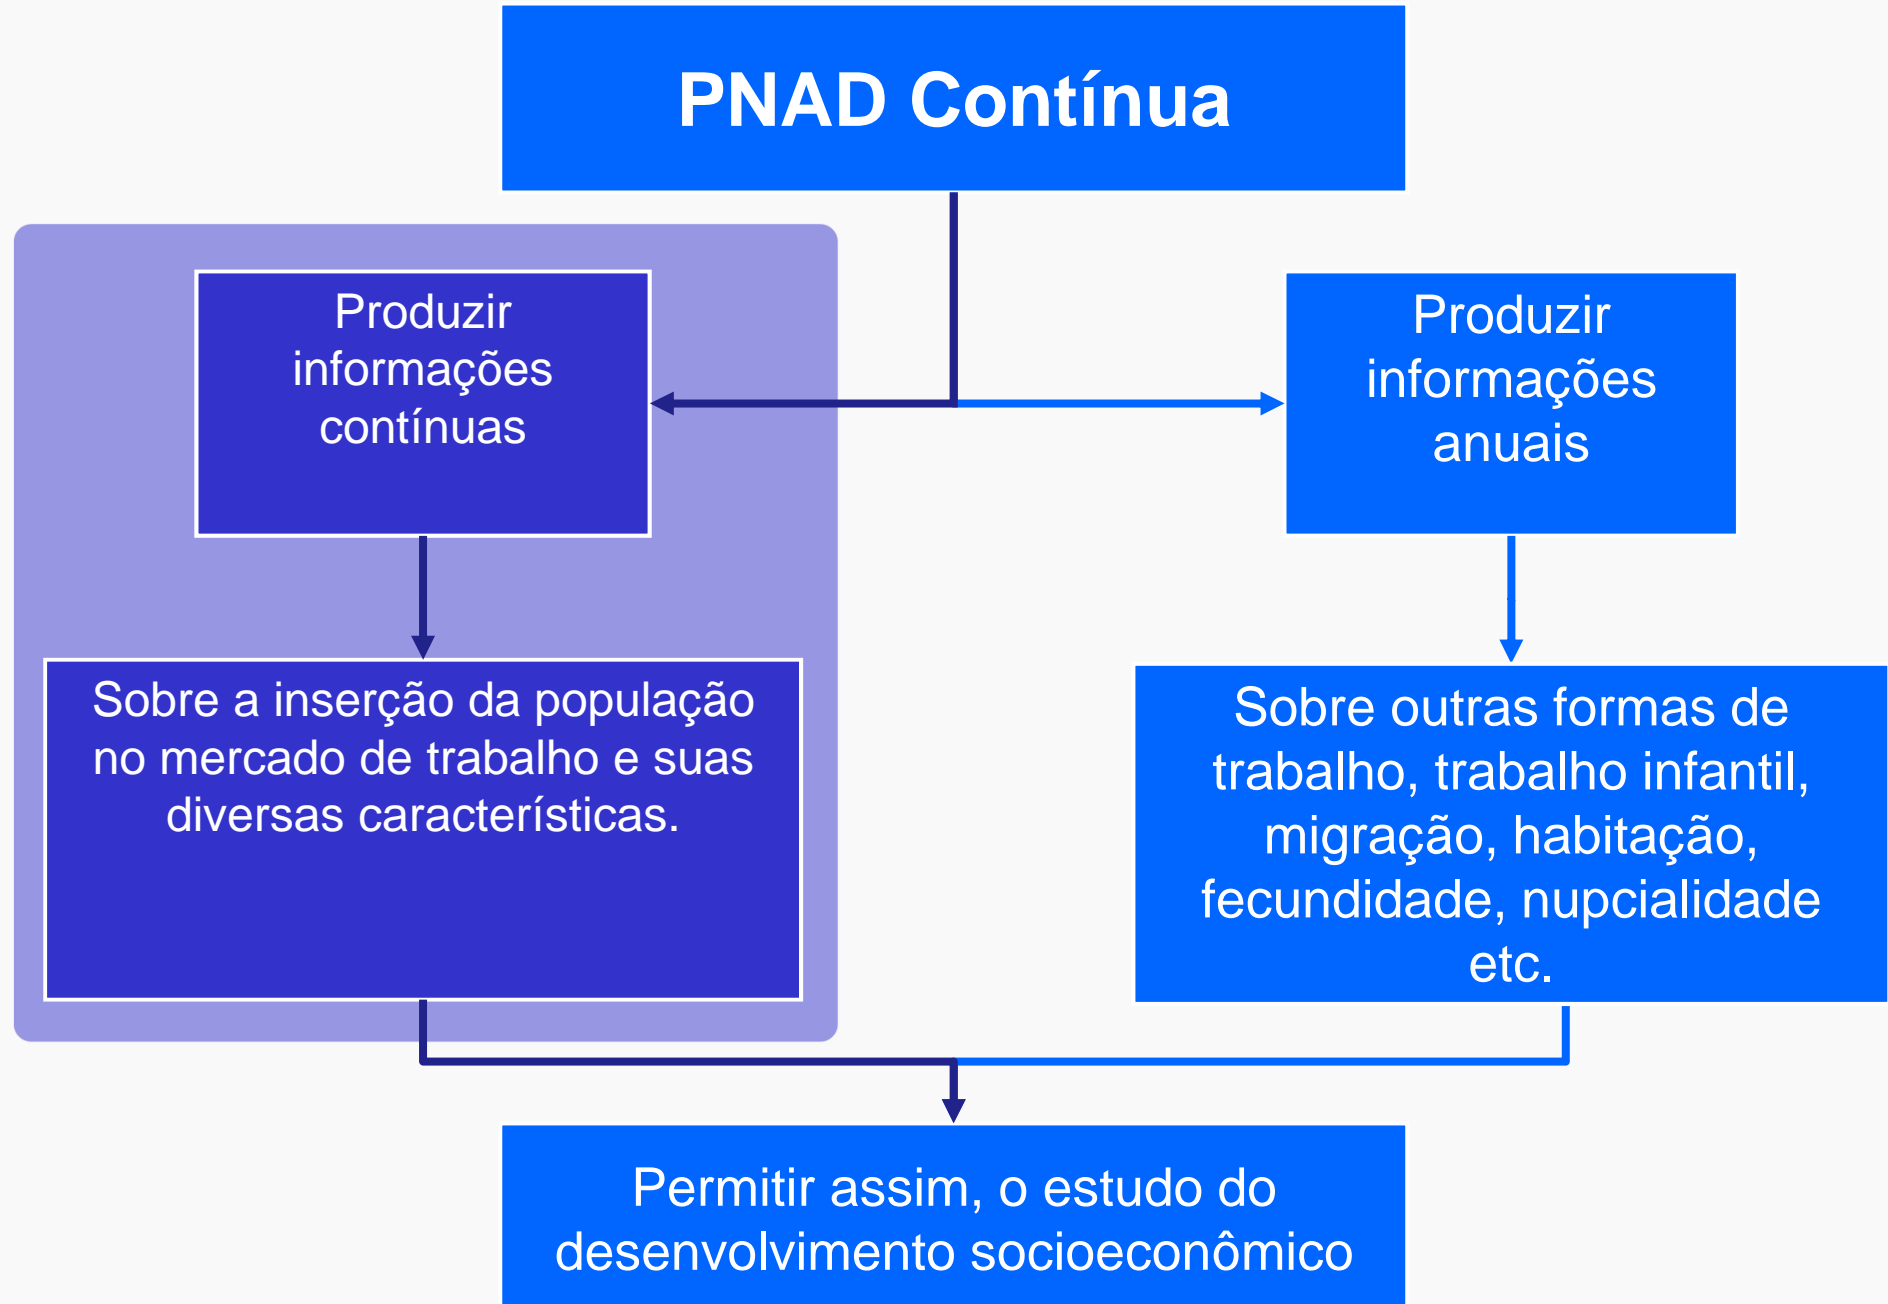 PNAD Contínua
Produzir
informações
contínuas
Produzir
informações
anuais
Sobre a inserção da população
no mercado de trabalho e suas
diversas características.
Sobre outras formas de
trabalho, trabalho infantil,
migração, habitação,
fecundidade, nupcialidade
etc.
Permitir assim, o estudo do
desenvolvimento socioeconômico